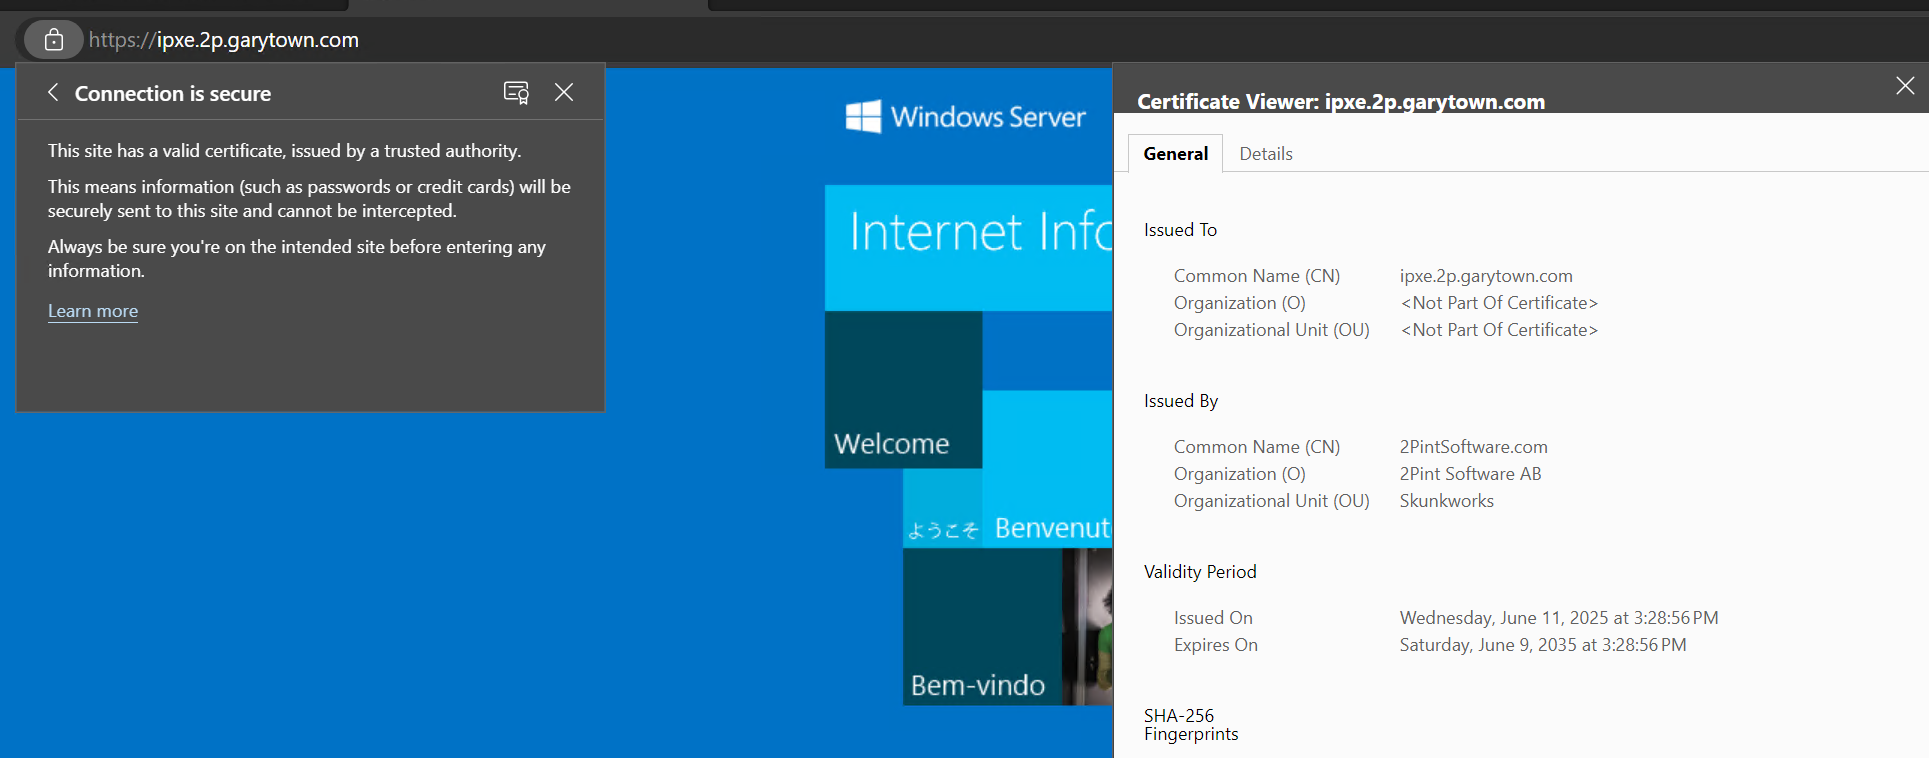 https://ipxe.2p.garytown.com
Connection is secure
This site has a valid certificate, issued by a trusted authority.
This means information (such as passwords or credit cards) will be
securely sent to this site and cannot be intercepted.
Always be sure you're on the intended site before entering any
information.
Learn more
Windows Server
Internet Info
Welcome
ようこそ
Benvenut
Bem-vindo
Certificate Viewer: ipxe.2p.garytown.com
General Details
Issued To
Common Name (CN) ipxe.2p.garytown.com
Organization (O) <Not Part Of Certificate>
Organizational Unit (OU) <Not Part Of Certificate>
Issued By
Common Name (CN) 2PintSoftware.com
Organization (O) 2Pint Software AB
Organizational Unit (OU) Skunkworks
Validity Period
Issued On Wednesday, June 11, 2025 at 3:28:56 PM
Expires On Saturday, June 9, 2035 at 3:28:56 PM
SHA-256
Fingerprints